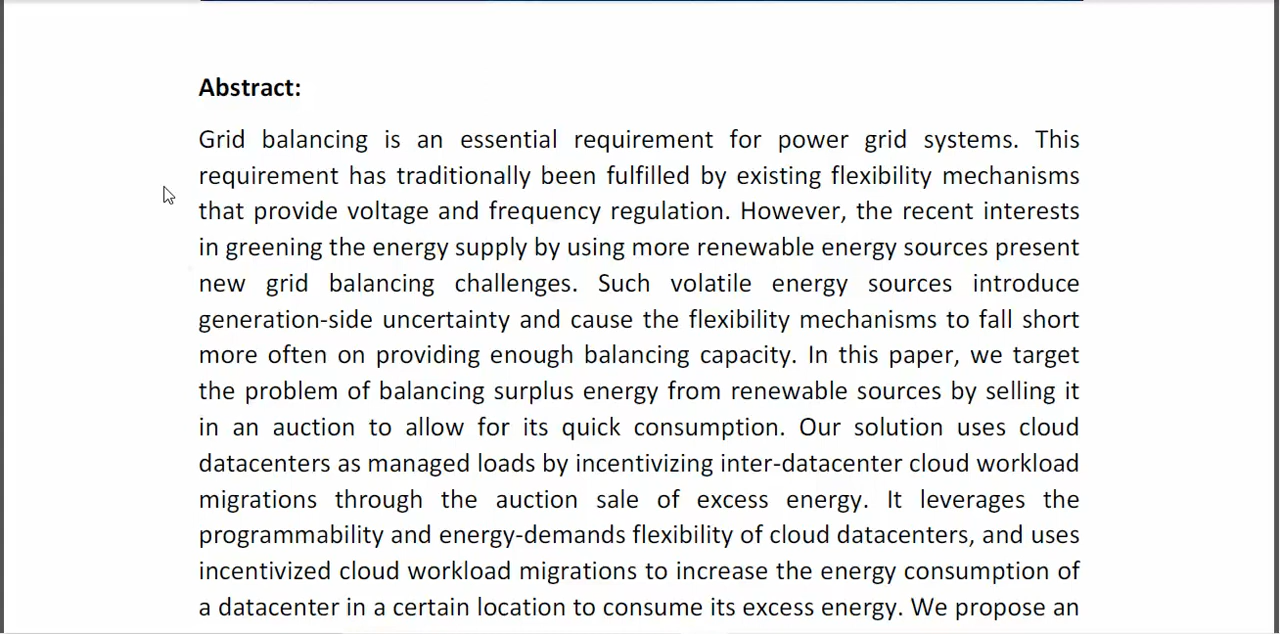 Abstract:
Grid balancing is an essential requirement for power grid systems. This
requirement has traditionally been fulfilled by existing flexibility mechanisms
that provide voltage and frequency regulation. However, the recent interests
in greening the energy supply by using more renewable energy sources present
new grid balancing challenges. Such volatile energy sources introduce
generation-side uncertainty and cause the flexibility mechanisms to fall short
more often on providing enough balancing capacity. In this paper, we target
the problem of balancing surplus energy from renewable sources by selling it
in an auction to allow for its quick consumption. Our solution uses cloud
datacenters as managed loads by incentivizing inter-datacenter cloud workload
migrations through the auction sale of excess energy. It leverages the
programmability and energy-demands flexibility of cloud datacenters, and uses
incentivized cloud workload migrations to increase the energy consumption of
a datacenter in a certain location to consume its excess energy. We propose an